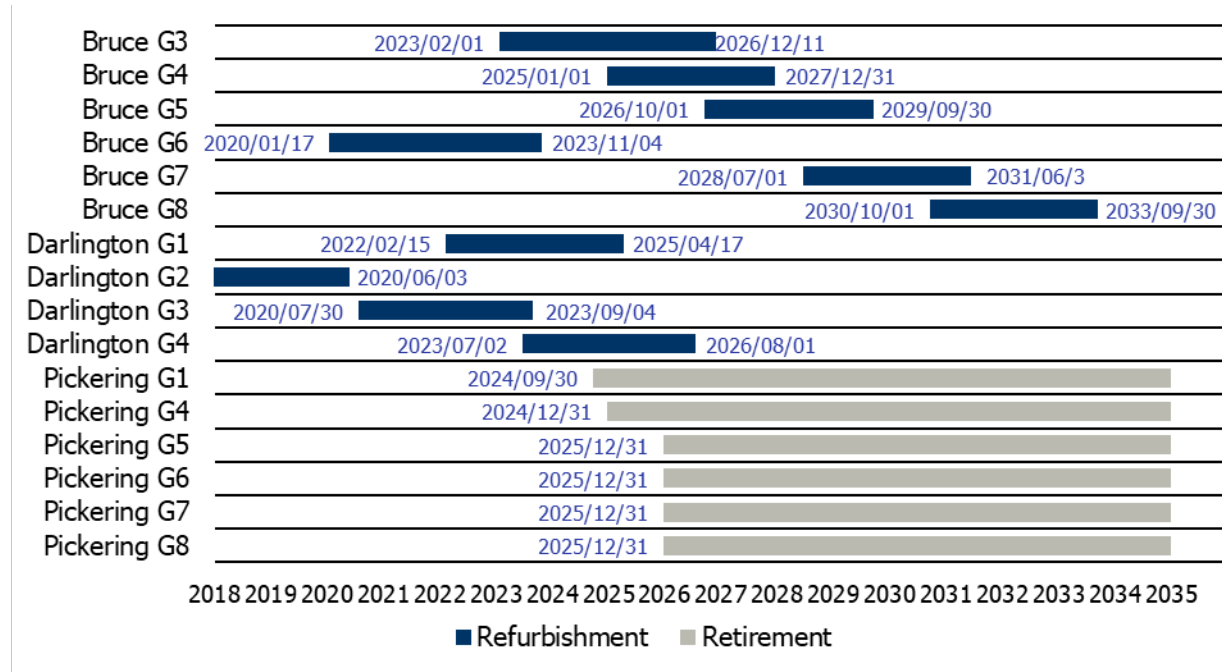 Bruce G3 2023/02/01 2026/12/11
Bruce G4 2025/01/01 2027/12/31
Bruce G5 2026/10/01 2029/09/30
Bruce G6 2020/01/17 2023/11/04
Bruce G7 2028/07/01 2031/06/3
Bruce G8 2030/10/01 2033/09/30
Darlington G1 2022/02/15 2025/04/17
Darlington G2 2020/06/03
Darlington G3 2020/07/30 2023/09/04
Darlington G4 2023/07/02 2026/08/01
Pickering G1 2024/09/30
Pickering G4 2024/12/31
Pickering G5 2025/12/31
Pickering G6 2025/12/31
Pickering G7 2025/12/31
Pickering G8 2025/12/31
2018 2019 2020 2021 2022 2023 2024 2025 2026 2027 2028 2029 2030 2031 2032 2033 2034 2035
Refurbishment Retirement